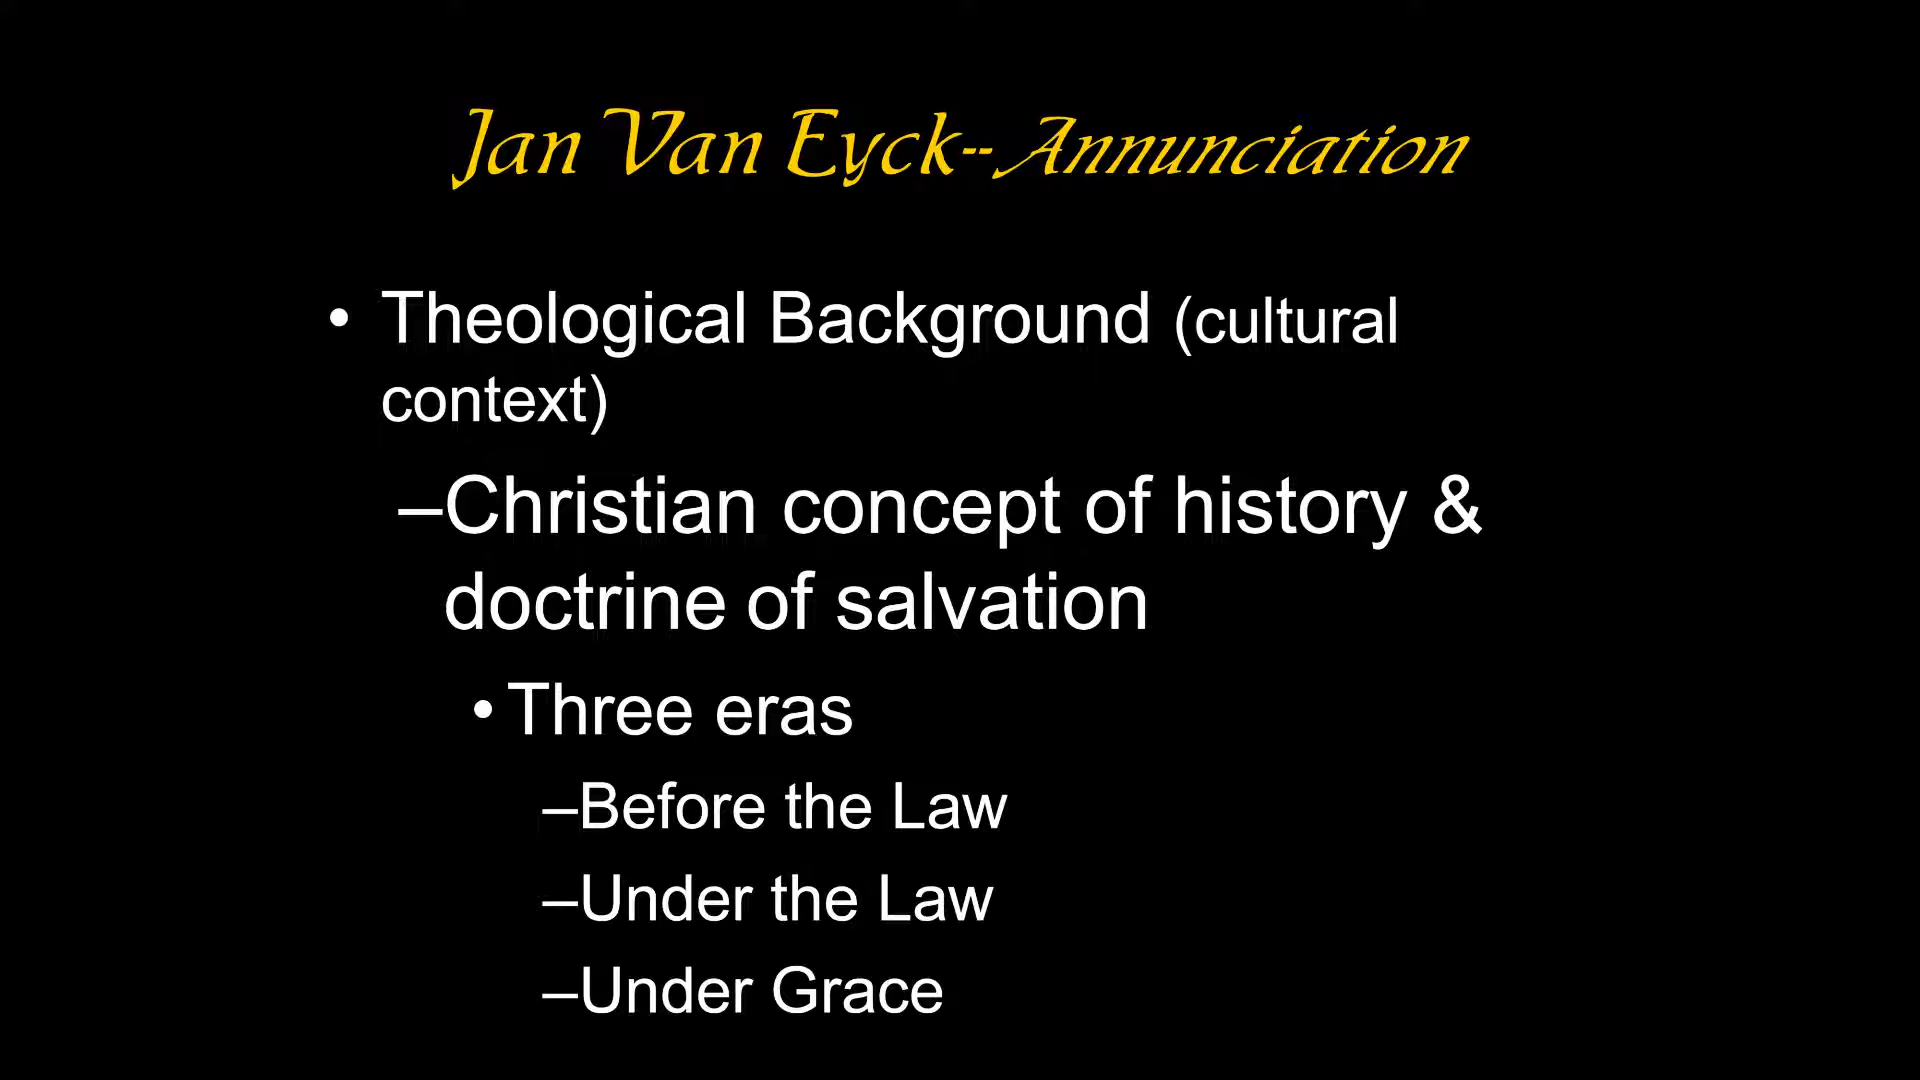 Jan Van Eyck--Annunciation
• Theological Background (cultural
context)
–Christian concept of history &
doctrine of salvation
• Three eras
–Before the Law
–Under the Law
–Under Grace